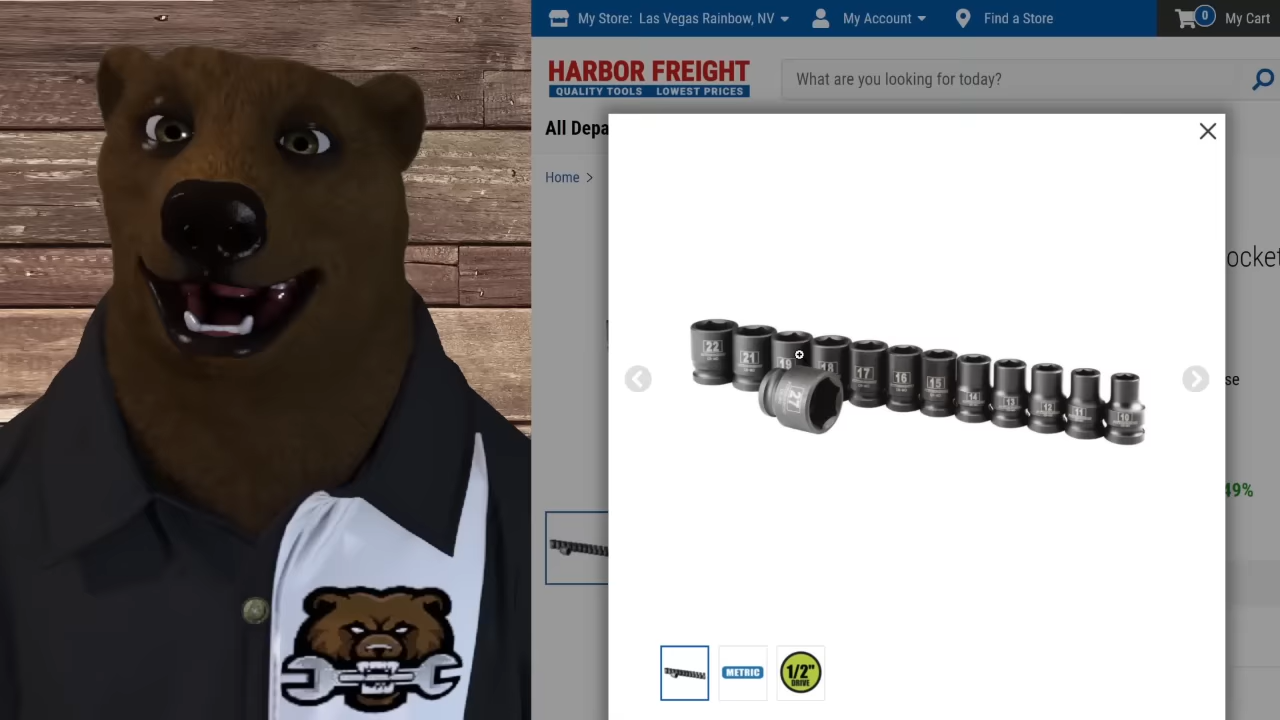 My Store: Las Vegas Rainbow, NV
My Account
Find a Store
0
My Cart
HARBOR FREIGHT
QUALITY TOOLS LOWEST PRICES
What are you looking for today?
All Depa
Home >
ocket
22
21
19
18
17
16
15
14
13
12
11
10
27
se
49%
METRIC
1/2"
DRIVE